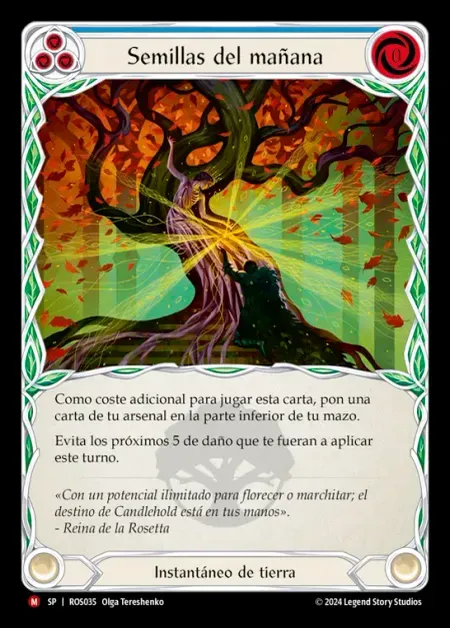 Semillas del mañana
0
Como coste adicional para jugar esta carta, pon una
carta de tu arsenal en la parte inferior de tu mazo.
Evita los próximos 5 de daño que te fueran a aplicar
este turno.
«Con un potencial ilimitado para florecer o marchitar; el
destino de Candlehold está en tus manos».
- Reina de la Rosetta
Instantáneo de tierra
M SP | ROS035 Olga Tereshenko © 2024 Legend Story Studios